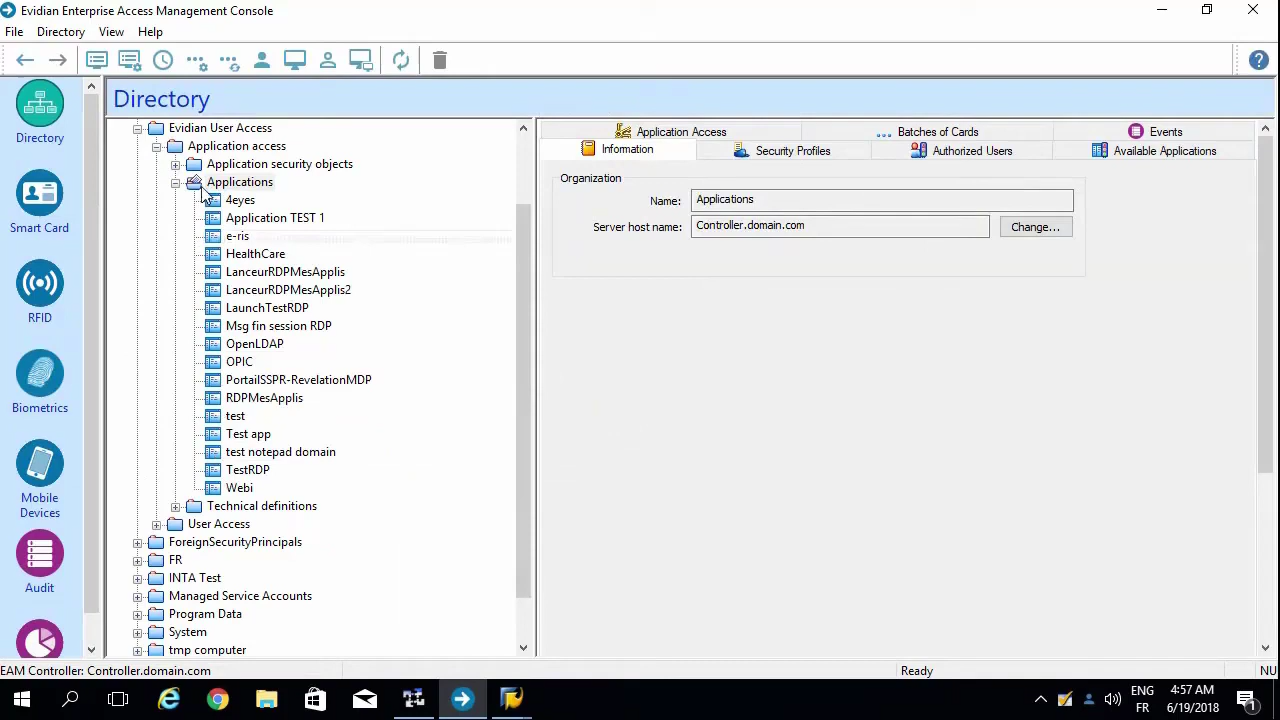 Evidian Enterprise Access Management Console
File Directory View Help
Directory
Smart Card
RFID
Biometrics
Mobile
Devices
Audit
Directory
Evidian User Access
Application access
Application security objects
Applications
4eyes
Application TEST 1
e-ris
HealthCare
LanceurRDPMesApplis
LanceurRDPMesApplis2
LaunchTestRDP
Msg fin session RDP
OpenLDAP
OPIC
PortailSSPR-RevelationMDP
RDPMesApplis
test
Test app
test notepad domain
TestRDP
Webi
Technical definitions
User Access
ForeignSecurityPrincipals
FR
INTA Test
Managed Service Accounts
Program Data
System
tmp computer
Application Access Batches of Cards Events
Information Security Profiles Authorized Users Available Applications
Organization
Name: Applications
Server host name: Controller.domain.com Change...
EAM Controller: Controller.domain.com Ready NU
ENG 4:57 AM
FR 6/19/2018 1